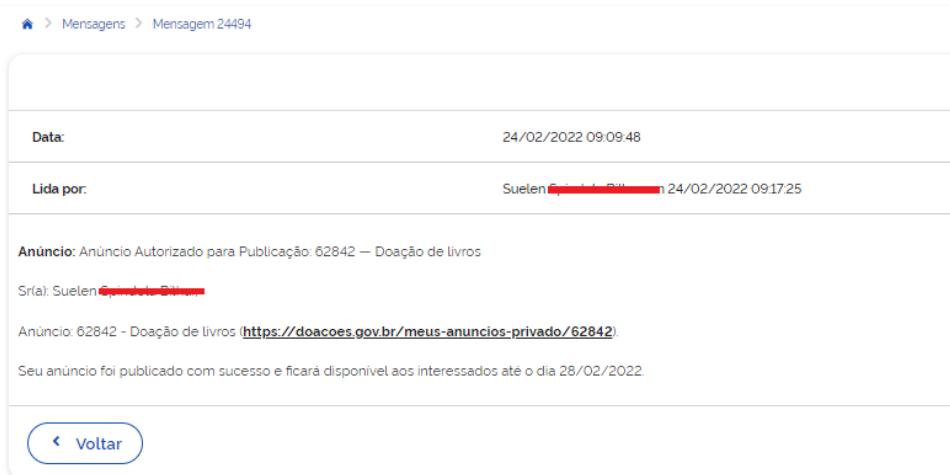 Mensagens > Mensagem 24494
Data: 24/02/2022 09:09:48
Lida por: Suelen 24/02/2022 09:17:25
Anúncio: Anúncio Autorizado para Publicação: 62842 — Doação de livros
Sr(a): Suelen
Anúncio: 62842 - Doação de livros (https://doacoes.gov.br/meus-anuncios-privado/62842).
Seu anúncio foi publicado com sucesso e ficará disponível aos interessados até o dia 28/02/2022.
Voltar